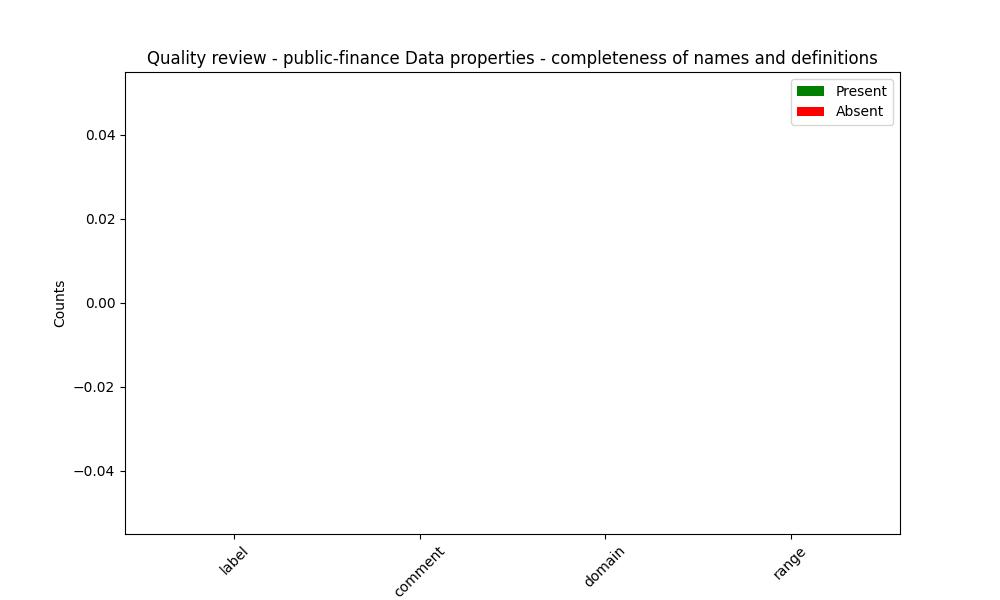 Quality review - public-finance Data properties - completeness of names and definitions
Present
Absent
0.04
0.02
0.00
−0.02
−0.04
Counts
label
comment
domain
range